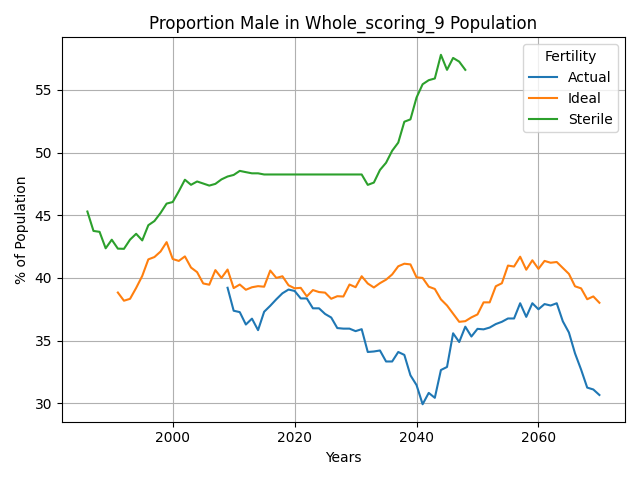 Proportion Male in Whole_scoring_9 Population
Fertility
Actual
Ideal
Sterile
% of Population
55
50
45
40
35
30
2000
2020
2040
2060
Years